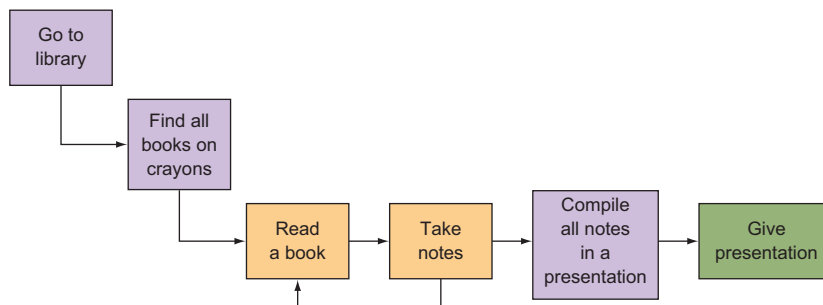 Go to
library
Find all
books on
crayons
Read
a book
Take
notes
Compile
all notes
in a
presentation
Give
presentation